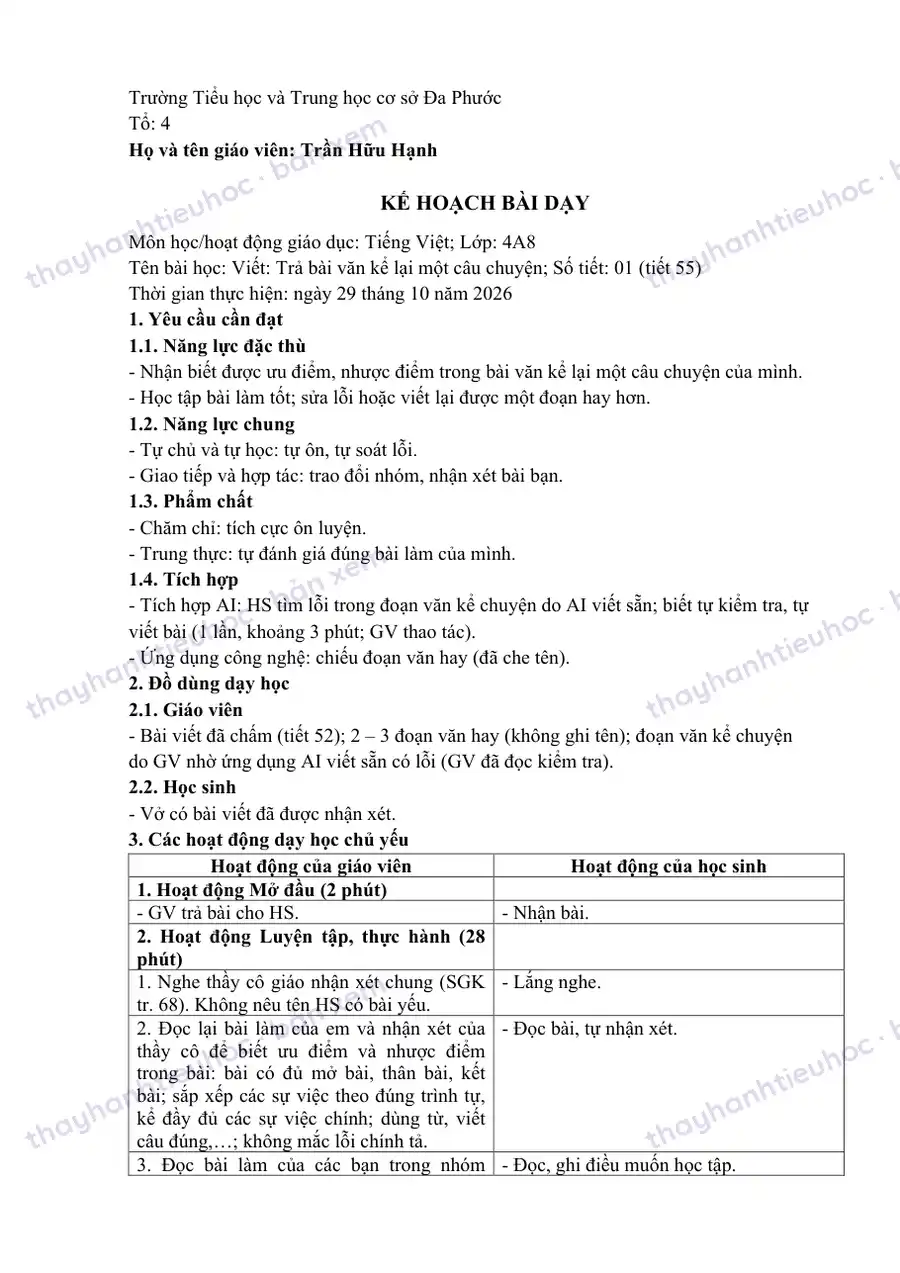 Trường Tiểu học và Trung học cơ sở Đa Phước
Tổ: 4
Họ và tên giáo viên: Trần Hữu Hạnh
KẾ HOẠCH BÀI DẠY
Môn học/hoạt động giáo dục: Tiếng Việt; Lớp: 4A8
Tên bài học: Viết: Trả bài văn kể lại một câu chuyện; Số tiết: 01 (tiết 55)
Thời gian thực hiện: ngày 29 tháng 10 năm 2026
1. Yêu cầu cần đạt
1.1. Năng lực đặc thù
- Nhận biết được ưu điểm, nhược điểm trong bài văn kể lại một câu chuyện của mình.
- Học tập bài làm tốt; sửa lỗi hoặc viết lại được một đoạn hay hơn.
1.2. Năng lực chung
- Tự chủ và tự học: tự ôn, tự soát lỗi.
- Giao tiếp và hợp tác: trao đổi nhóm, nhận xét bài bạn.
1.3. Phẩm chất
- Chăm chỉ: tích cực ôn luyện.
- Trung thực: tự đánh giá đúng bài làm của mình.
1.4. Tích hợp
- Tích hợp AI: HS tìm lỗi trong đoạn văn kể chuyện do AI viết sẵn; biết tự kiểm tra, tự
viết bài (1 lần, khoảng 3 phút; GV thao tác).
- Ứng dụng công nghệ: chiếu đoạn văn hay (đã che tên).
2. Đồ dùng dạy học
2.1. Giáo viên
- Bài viết đã chấm (tiết 52); 2 – 3 đoạn văn hay (không ghi tên); đoạn văn kể chuyện
do GV nhờ ứng dụng AI viết sẵn có lỗi (GV đã đọc kiểm tra).
2.2. Học sinh
- Vở có bài viết đã được nhận xét.
3. Các hoạt động dạy học chủ yếu
Hoạt động của giáo viên
Hoạt động của học sinh
1. Hoạt động Mở đầu (2 phút)
- GV trả bài cho HS.
- Nhận bài.
2. Hoạt động Luyện tập, thực hành (28
phút)
1. Nghe thầy cô giáo nhận xét chung (SGK
tr. 68). Không nêu tên HS có bài yếu.
- Lắng nghe.
2. Đọc lại bài làm của em và nhận xét của
thầy cô để biết ưu điểm và nhược điểm
trong bài: bài có đủ mở bài, thân bài, kết
bài; sắp xếp các sự việc theo đúng trình tự,
kể đầy đủ các sự việc chính; dùng từ, viết
câu đúng,…; không mắc lỗi chính tả.
- Đọc bài, tự nhận xét.
3. Đọc bài làm của các bạn trong nhóm
- Đọc, ghi điều muốn học tập.
thayhanhtieuhoc · bản xem
thayhanhtieuhoc · b
thayhanhtieuhoc · bản xem
thayhanhtieuhoc · b
thayhanhtieuhoc · bản xem
thayhanhtieuhoc · b